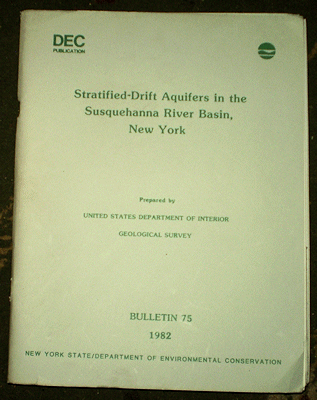 DEC
PUBLICATION
Stratified-Drift Aquifers in the
Susquehanna River Basin,
New York
Prepared by
UNITED STATES DEPARTMENT OF INTERIOR
GEOLOGICAL SURVEY
BULLETIN 75
1982
NEW YORK STATE/DEPARTMENT OF ENVIRONMENTAL CONSERVATION